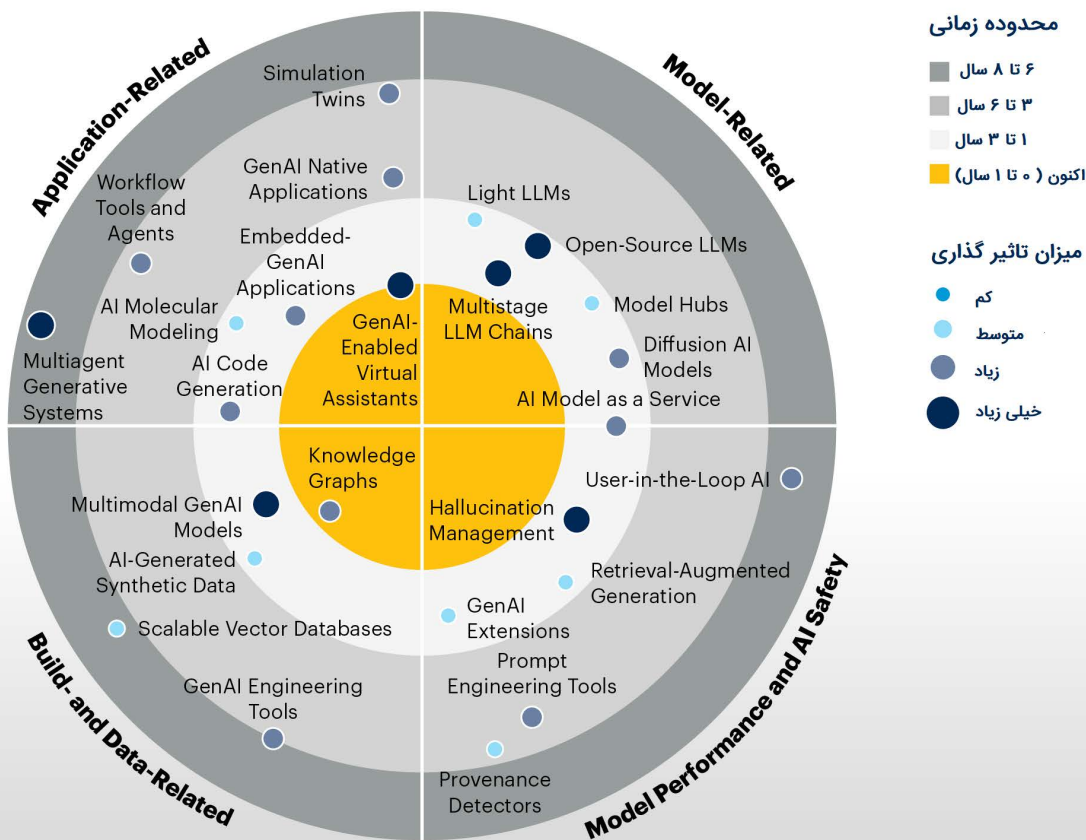 Application-Related
Model-Related
Build- and Data-Related
Model Performance and AI Safety
Simulation
Twins
GenAI Native
Applications
Workflow
Tools and
Agents
Embedded-
GenAI
Applications
AI Molecular
Modeling
Multiagent
Generative
Systems
AI Code
Generation
GenAI-
Enabled
Virtual
Assistants
Light LLMs
Open-Source LLMs
Multistage
LLM Chains
Model Hubs
Diffusion AI
Models
AI Model as a Service
Knowledge
Graphs
Multimodal GenAI
Models
AI-Generated
Synthetic Data
Scalable Vector Databases
GenAI Engineering
Tools
User-in-the-Loop AI
Hallucination
Management
Retrieval-Augmented
Generation
GenAI
Extensions
Prompt
Engineering Tools
Provenance
Detectors
محدوده زمانی
۶ تا ۸ سال
۳ تا ۶ سال
۱ تا ۳ سال
اکنون ( ۰ تا ۱ سال)
میزان تاثیر گذاری
کم
متوسط
زیاد
خیلی زیاد